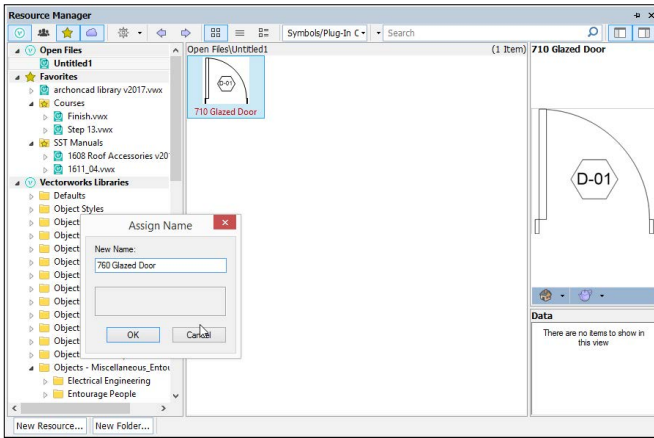 Resource Manager
Symbols/Plug-In C
Search
Open Files
Untitled1
Favorites
archoncad library v2017.vwx
Courses
Finish.vwx
Step 13.vwx
SST Manuals
1608 Roof Accessories v20
1611_04.vwx
Vectorworks Libraries
Defaults
Object Styles
Object
Object
Object
Object
Object
Object
Object
Object
Object
Object
Object
Objects - Miscellaneous_Entou
Electrical Engineering
Entourage People
New Resource... New Folder...
Open Files\Untitled1 (1 Item)
D-01
710 Glazed Door
Assign Name
New Name:
760 Glazed Door
OK Cancel
710 Glazed Door
D-01
Data
There are no items to show in
this view